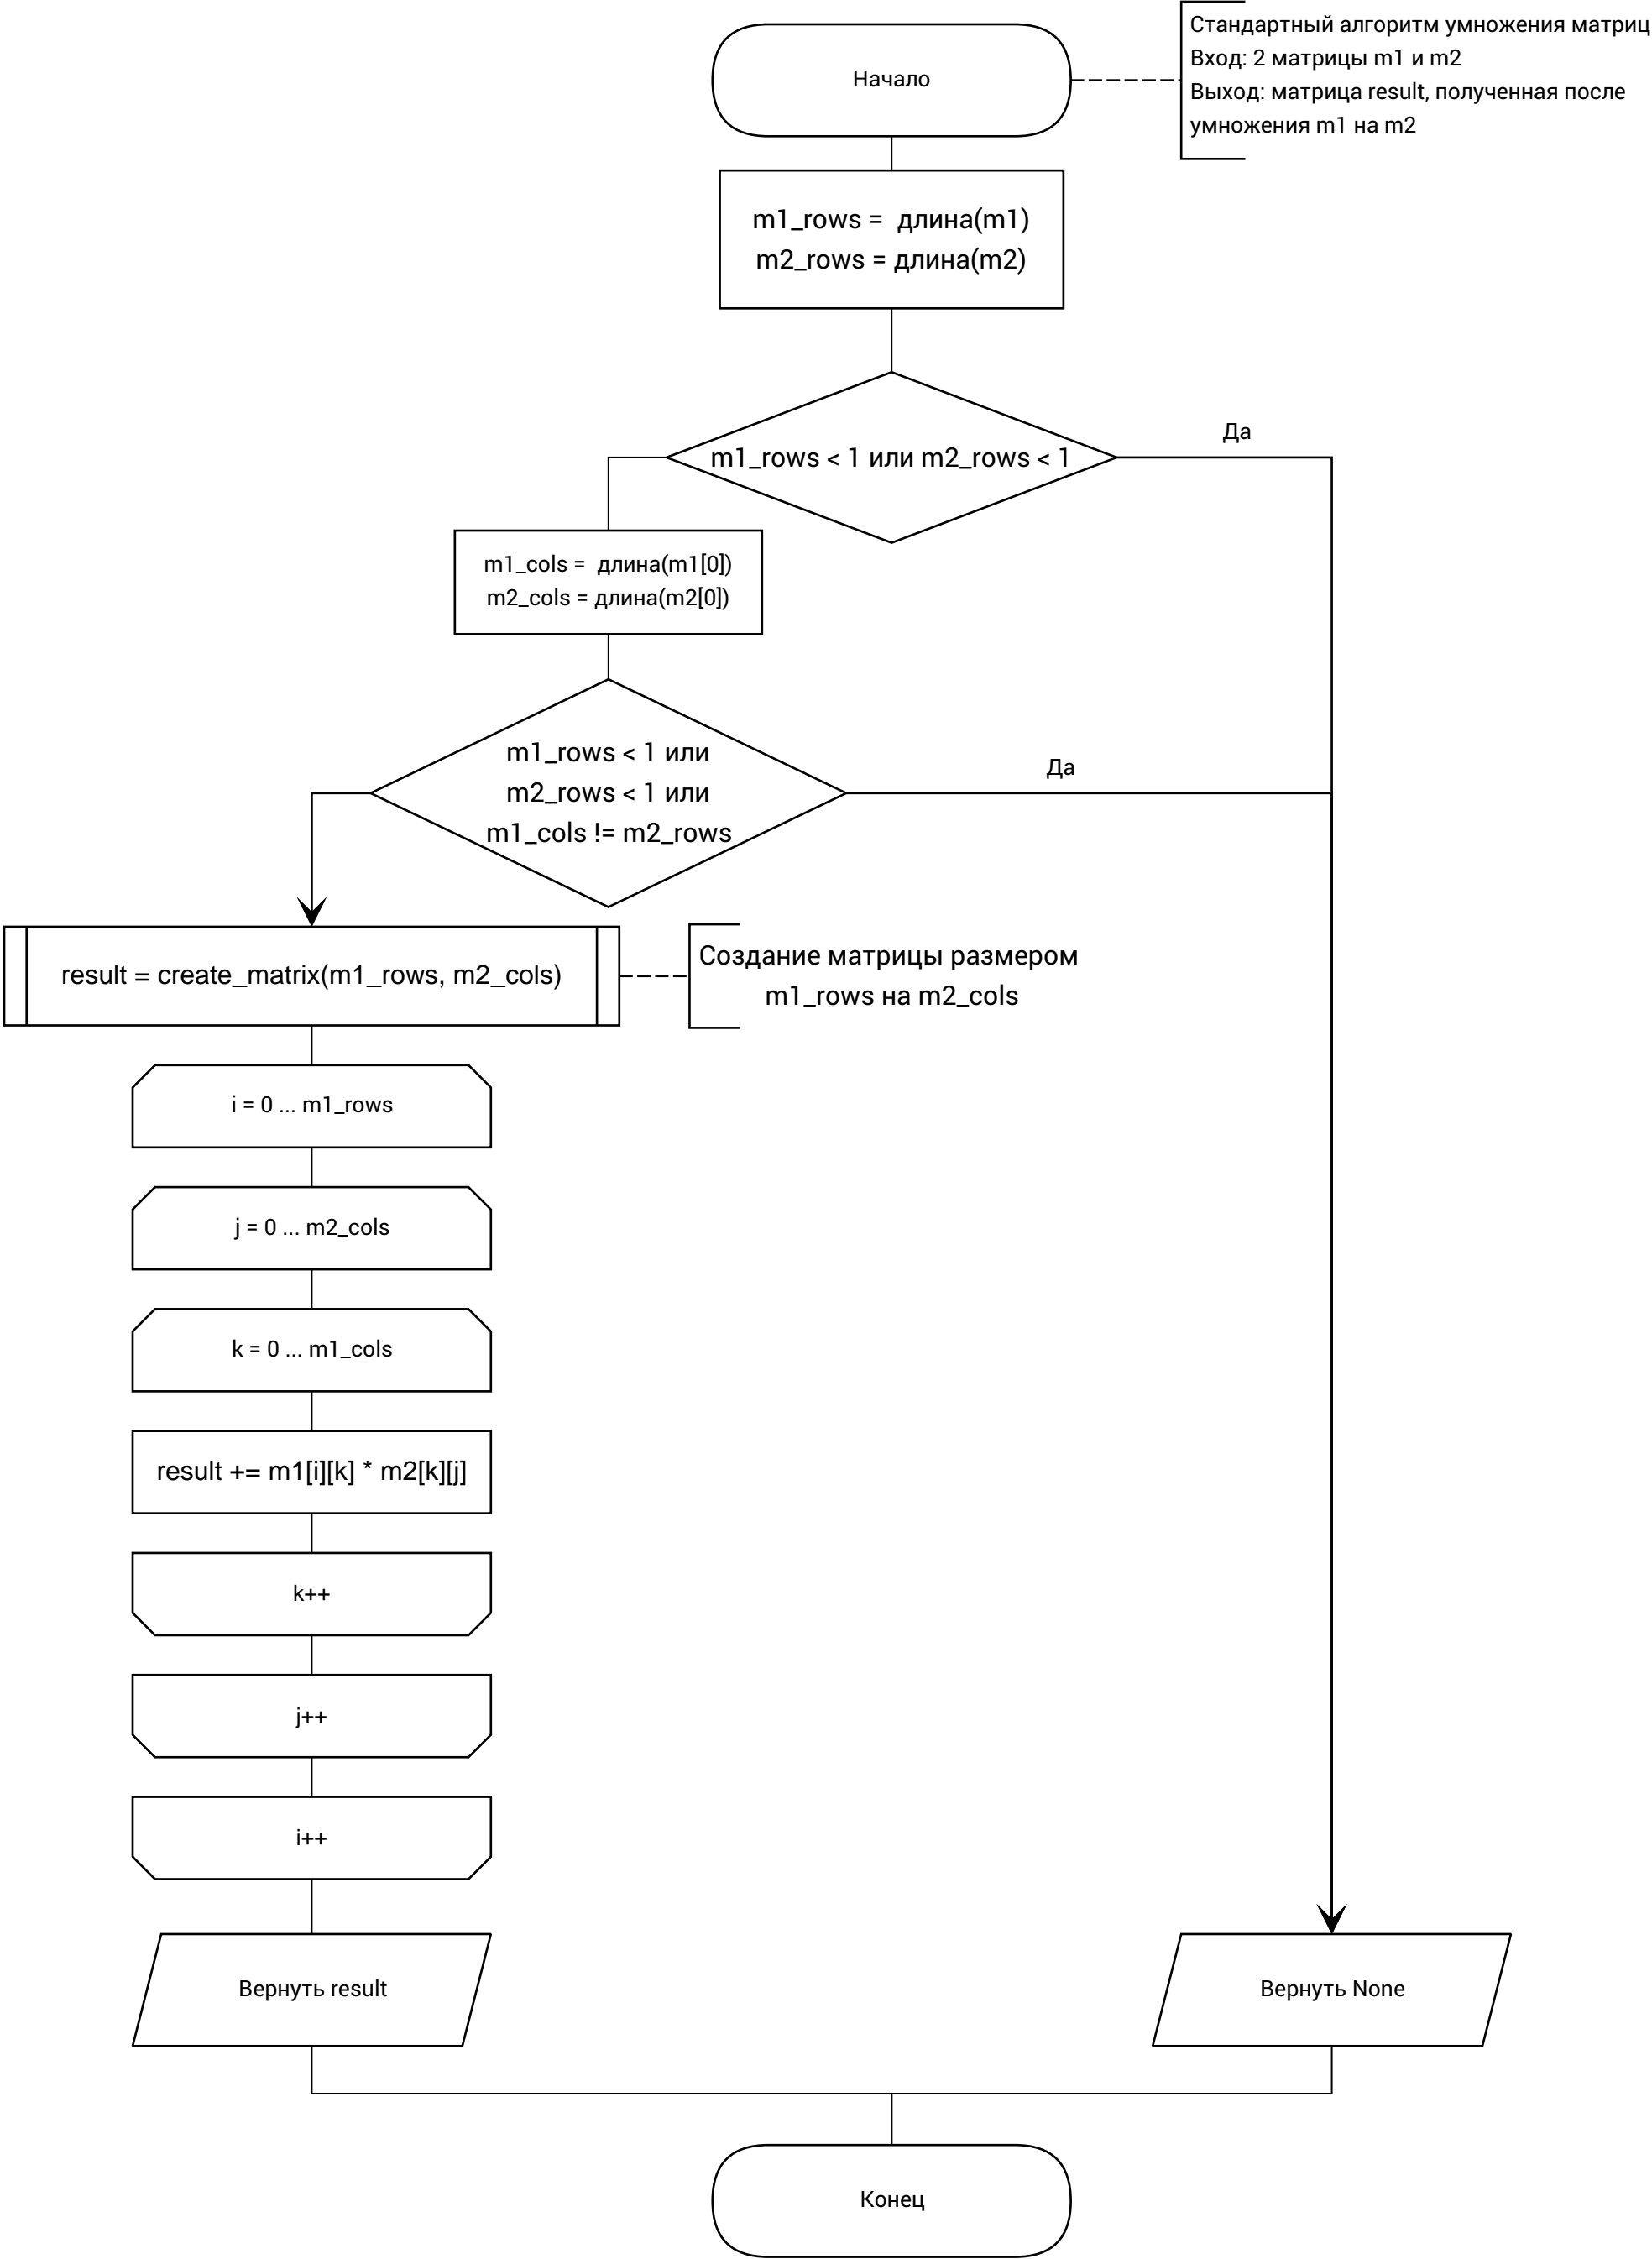 Начало
Стандартный алгоритм умножения матриц
Вход: 2 матрицы m1 и m2
Выход: матрица result, полученная после
умножения m1 на m2
m1_rows = длина(m1)
m2_rows = длина(m2)
m1_rows < 1 или m2_rows < 1
Да
m1_cols = длина(m1[0])
m2_cols = длина(m2[0])
m1_rows < 1 или
m2_rows < 1 или
m1_cols != m2_rows
Да
result = create_matrix(m1_rows, m2_cols)
Создание матрицы размером
m1_rows на m2_cols
i = 0 ... m1_rows
j = 0 ... m2_cols
k = 0 ... m1_cols
result += m1[i][k] * m2[k][j]
k++
j++
i++
Вернуть result
Вернуть None
Конец